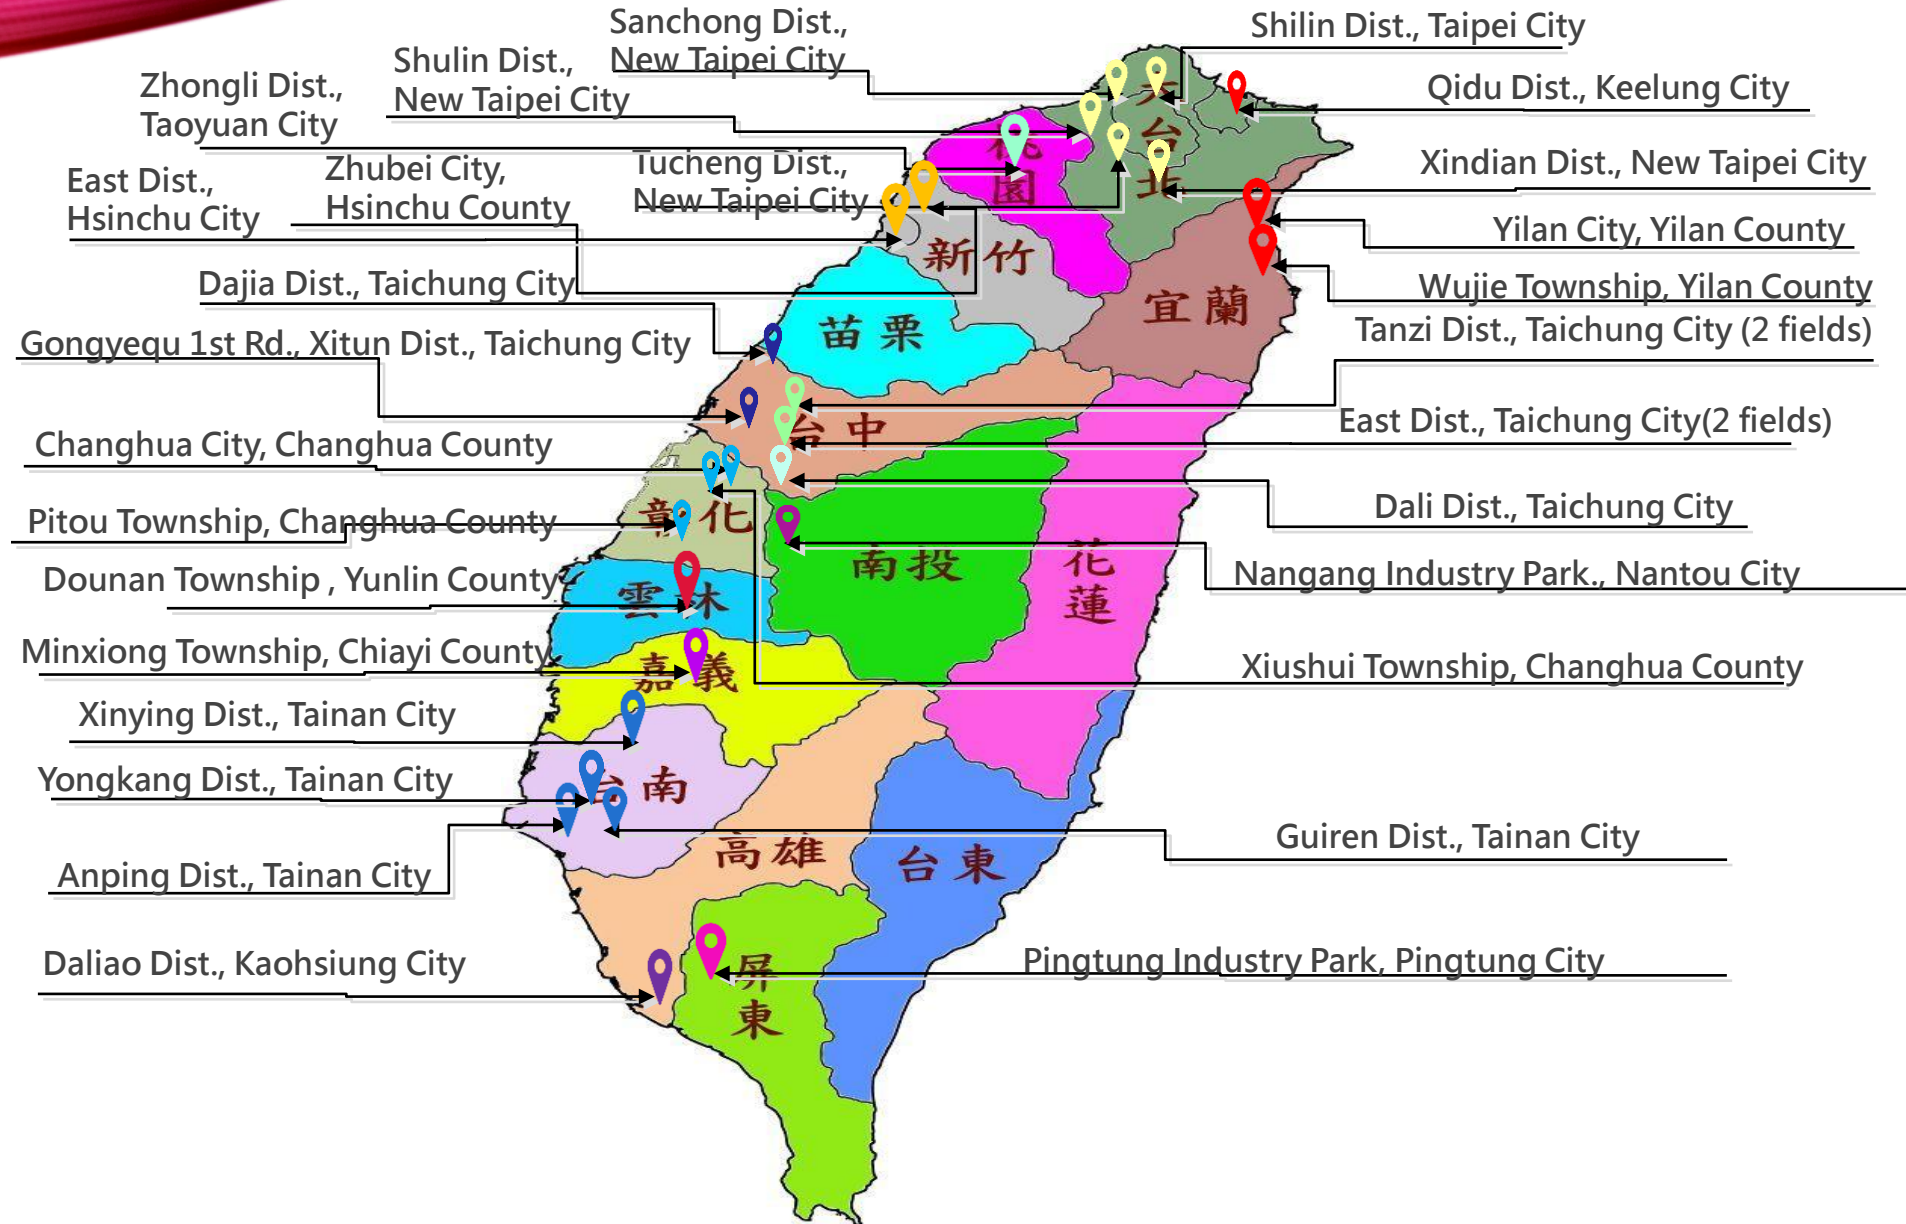 Sanchong Dist.,
New Taipei City
Shilin Dist., Taipei City
Shulin Dist.,
New Taipei City
Zhongli Dist.,
Taoyuan City
Qidu Dist., Keelung City
Tucheng Dist.,
New Taipei City
Zhubei City,
Hsinchu County
East Dist.,
Hsinchu City
Xindian Dist., New Taipei City
Yilan City, Yilan County
Dajia Dist., Taichung City
Wujie Township, Yilan County
Gongyequ 1st Rd., Xitun Dist., Taichung City
Tanzi Dist., Taichung City (2 fields)
East Dist., Taichung City(2 fields)
Changhua City, Changhua County
Dali Dist., Taichung City
Pitou Township, Changhua County
Nangang Industry Park., Nantou City
Dounan Township , Yunlin County
Minxiong Township, Chiayi County
Xiushui Township, Changhua County
Xinying Dist., Tainan City
Yongkang Dist., Tainan City
Guiren Dist., Tainan City
Anping Dist., Tainan City
Daliao Dist., Kaohsiung City
Pingtung Industry Park, Pingtung City
大台北
桃園
新竹
宜蘭
苗栗
台中
彰化
南投
花蓮
雲林
嘉義
台南
高雄
台東
屏東